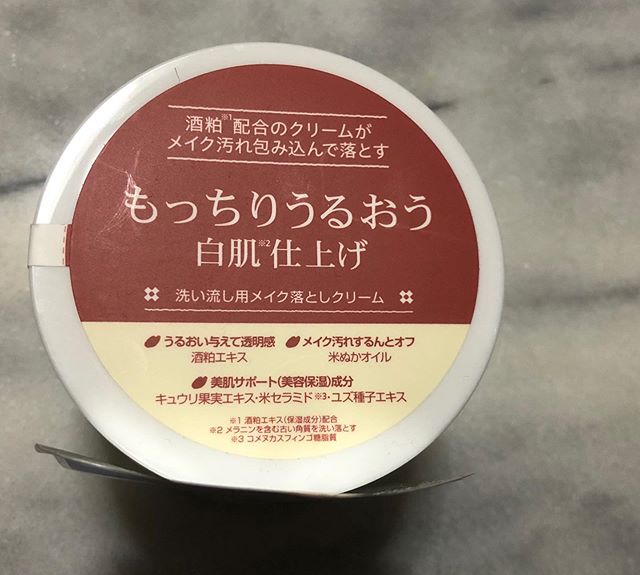 酒粕※1配合のクリームが
メイク汚れ包み込んで落とす
もっちりうるおう
白肌※2仕上げ
洗い流し用メイク落としクリーム
うるおい与えて透明感 メイク汚れするんとオフ
酒粕エキス 米ぬかオイル
美肌サポート(美容保湿)成分
キュウリ果実エキス・米セラミド※3・ユズ種子エキス
※1 酒粕エキス(保湿成分)配合
※2 メラニンを含む古い角質を洗い落とす
※3 コメヌカスフィンゴ糖脂質